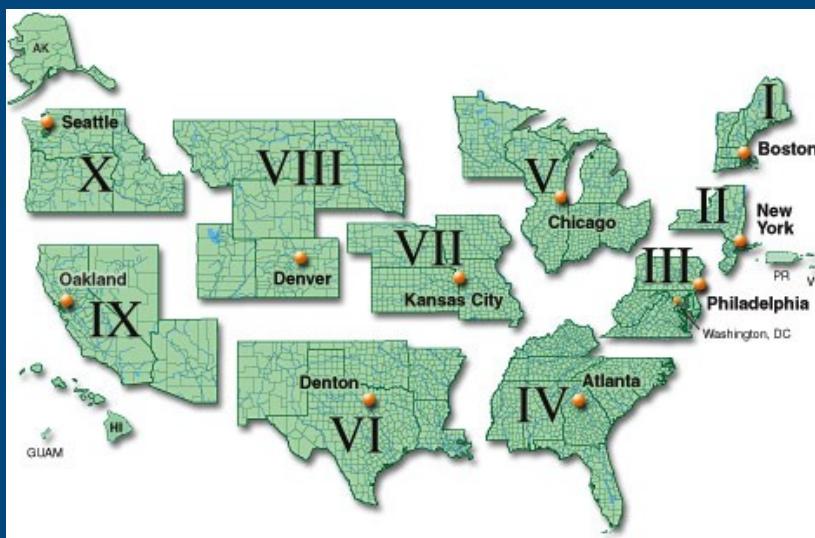 AK
Seattle
X
VIII
V
I
Boston
II
New
York
Chicago
VII
III
PR
V
Denver
Oakland
IX
Kansas City
Philadelphia
Washington, DC
Denton
VI
IV
Atlanta
HI
GUAM